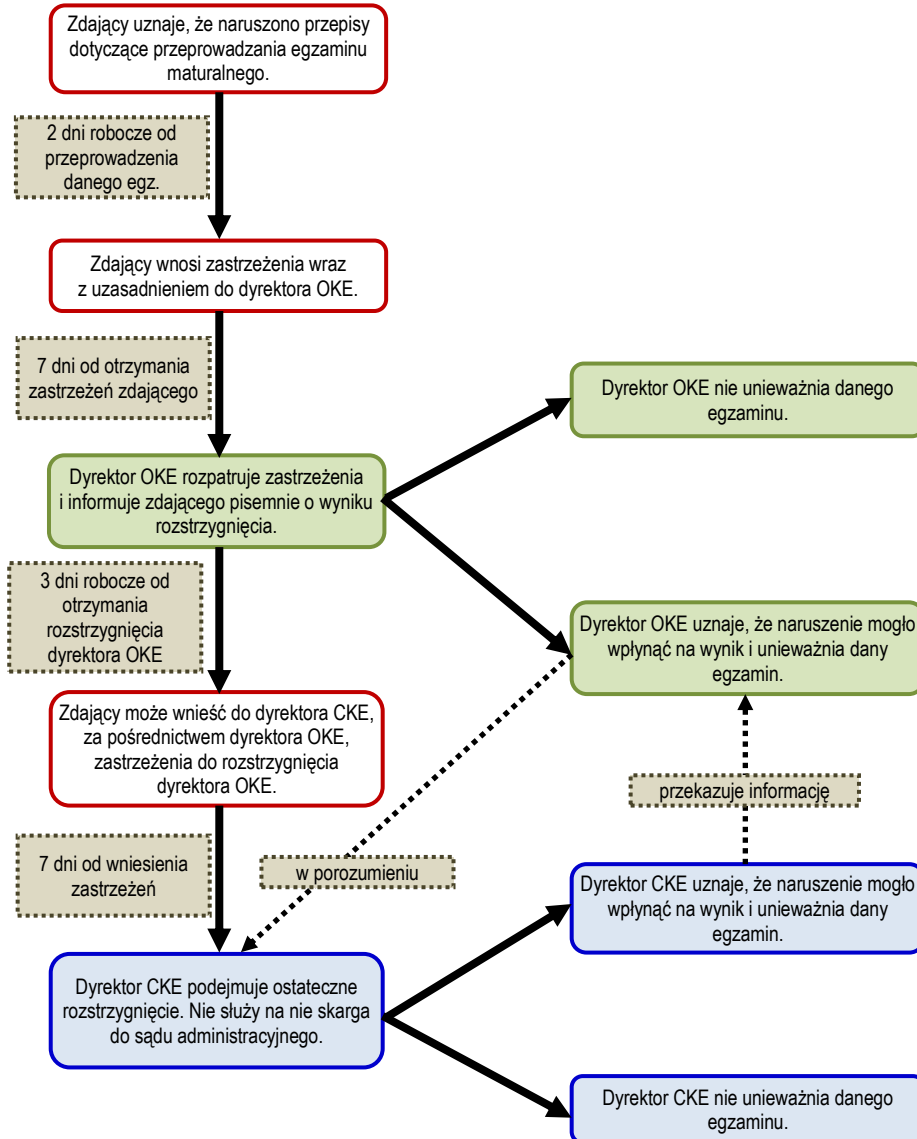 Zdający uznaje, że naruszono przepisy
dotyczące przeprowadzania egzaminu
maturalnego.
2 dni robocze od
przeprowadzenia
danego egz.
Zdający wnosi zastrzeżenia wraz
z uzasadnieniem do dyrektora OKE.
7 dni od otrzymania
zastrzeżeń zdającego
Dyrektor OKE nie unieważnia danego
egzaminu.
Dyrektor OKE rozpatruje zastrzeżenia
i informuje zdającego pisemnie o wyniku
rozstrzygnięcia.
3 dni robocze od
otrzymania
rozstrzygnięcia
dyrektora OKE
Dyrektor OKE uznaje, że naruszenie mogło
wpłynąć na wynik i unieważnia dany
egzamin.
Zdający może wnieść do dyrektora CKE,
za pośrednictwem dyrektora OKE,
zastrzeżenia do rozstrzygnięcia
dyrektora OKE.
przekazuje informację
7 dni od wniesienia
zastrzeżeń
w porozumieniu
Dyrektor CKE uznaje, że naruszenie mogło
wpłynąć na wynik i unieważnia dany
egzamin.
Dyrektor CKE podejmuje ostateczne
rozstrzygnięcie. Nie służy na nie skarga
do sądu administracyjnego.
Dyrektor CKE nie unieważnia danego
egzaminu.